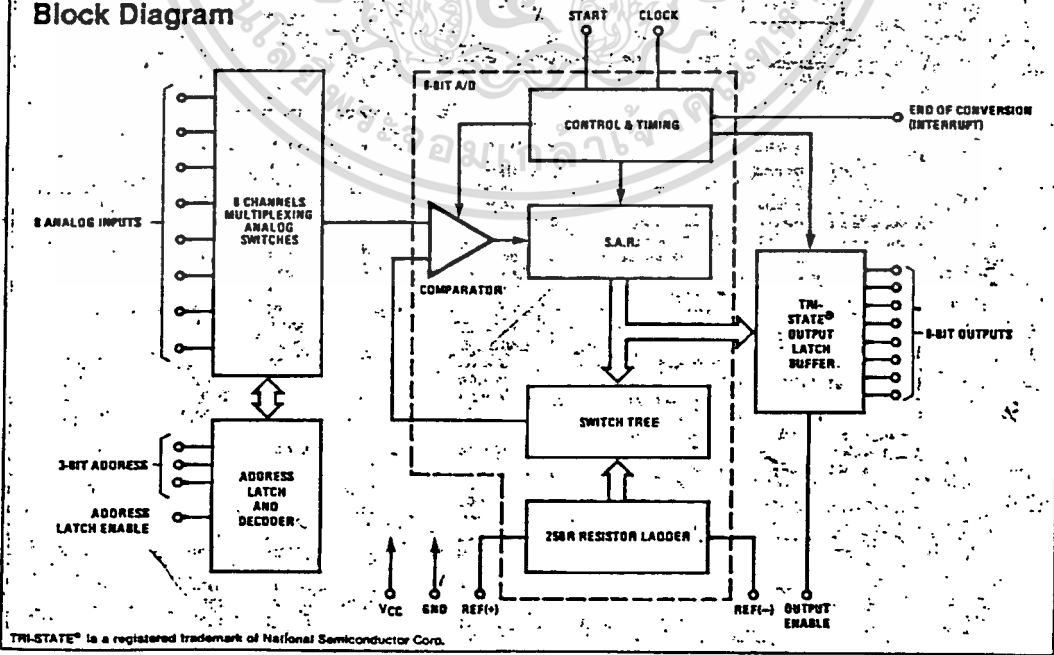 Block Diagram
START
CLOCK
8-BIT A/D
CONTROL & TIMING
END OF CONVERSION
(INTERRUPT)
8 ANALOG INPUTS
8 CHANNELS
MULTIPLEXING
ANALOG
SWITCHES
S.A.R.
COMPARATOR
TRI-
STATE®
OUTPUT
LATCH
BUFFER
8-BIT OUTPUTS
SWITCH TREE
3-BIT ADDRESS
ADDRESS
LATCH ENABLE
ADDRESS
LATCH
AND
DECODER
256R RESISTOR LADDER
VCC
GND
REF(+)
REF(-)
OUTPUT
ENABLE
TRI-STATE® is a registered trademark of National Semiconductor Corp.